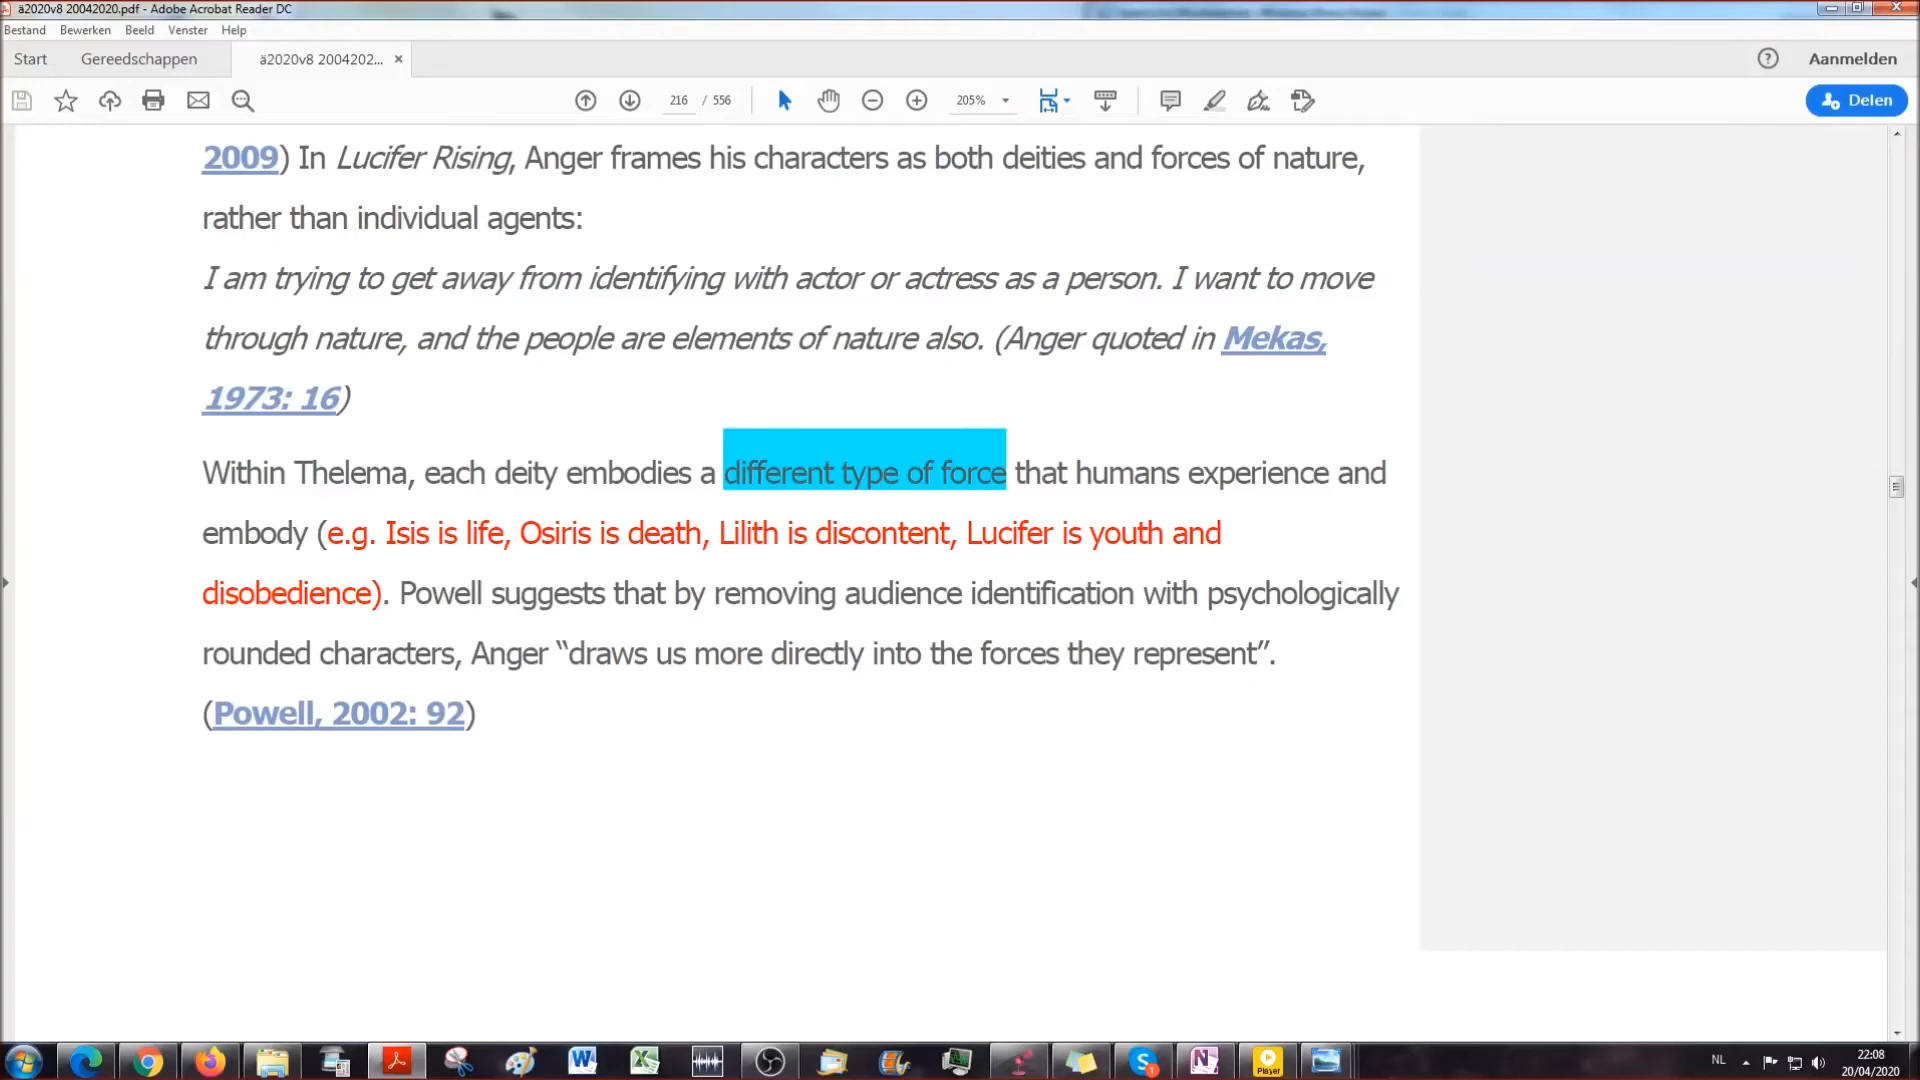 ä2020v8 20042020.pdf - Adobe Acrobat Reader DC
Bestand Bewerken Beeld Venster Help
Start Gereedschappen ä2020v8 2004202... × Aanmelden
216 / 556 205% Delen
2009) In Lucifer Rising, Anger frames his characters as both deities and forces of nature,
rather than individual agents:
I am trying to get away from identifying with actor or actress as a person. I want to move
through nature, and the people are elements of nature also. (Anger quoted in Mekas,
1973: 16)
Within Thelema, each deity embodies a different type of force that humans experience and
embody (e.g. Isis is life, Osiris is death, Lilith is discontent, Lucifer is youth and
disobedience). Powell suggests that by removing audience identification with psychologically
rounded characters, Anger “draws us more directly into the forces they represent”.
(Powell, 2002: 92)
Player
NL 22:08
20/04/2020